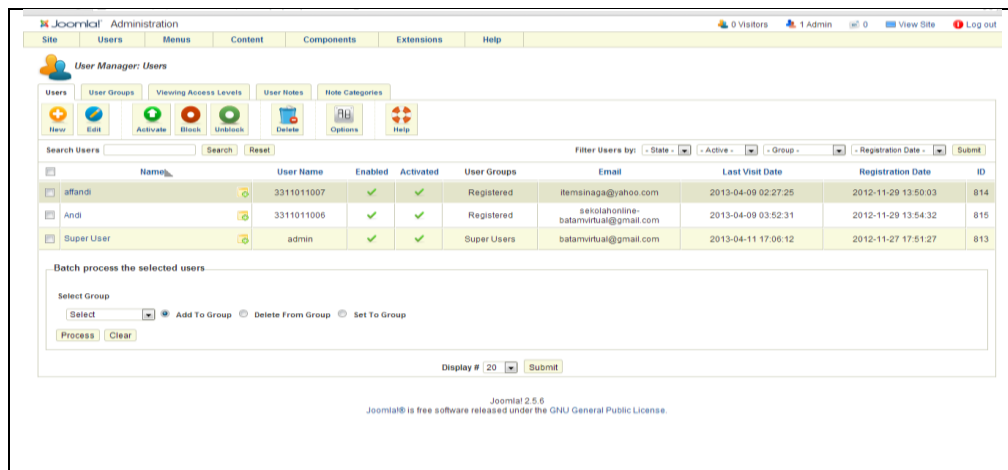 Joomla! Administration 0 Visitors 1 Admin 0 View Site Log out
Site Users Menus Content Components Extensions Help
User Manager: Users
Users User Groups Viewing Access Levels User Notes Note Categories
New Edit Activate Block Unblock Delete Options Help
Search Users Search Reset Filter Users by: - State - - Active - - Group - - Registration Date - Submit
Name User Name Enabled Activated User Groups Email Last Visit Date Registration Date ID
affandi 3311011007 Registered itemsinaga@yahoo.com 2013-04-09 02:27:25 2012-11-29 13:50:03 814
Andi 3311011006 Registered sekolahonline-
batamvirtual@gmail.com 2013-04-09 03:52:31 2012-11-29 13:54:32 815
Super User admin Super Users batamvirtual@gmail.com 2013-04-11 17:06:12 2012-11-27 17:51:27 813
Batch process the selected users
Select Group
Select Add To Group Delete From Group Set To Group
Process Clear
Display # 20 Submit
Joomla! 2.5.6
Joomla!® is free software released under the GNU General Public License.